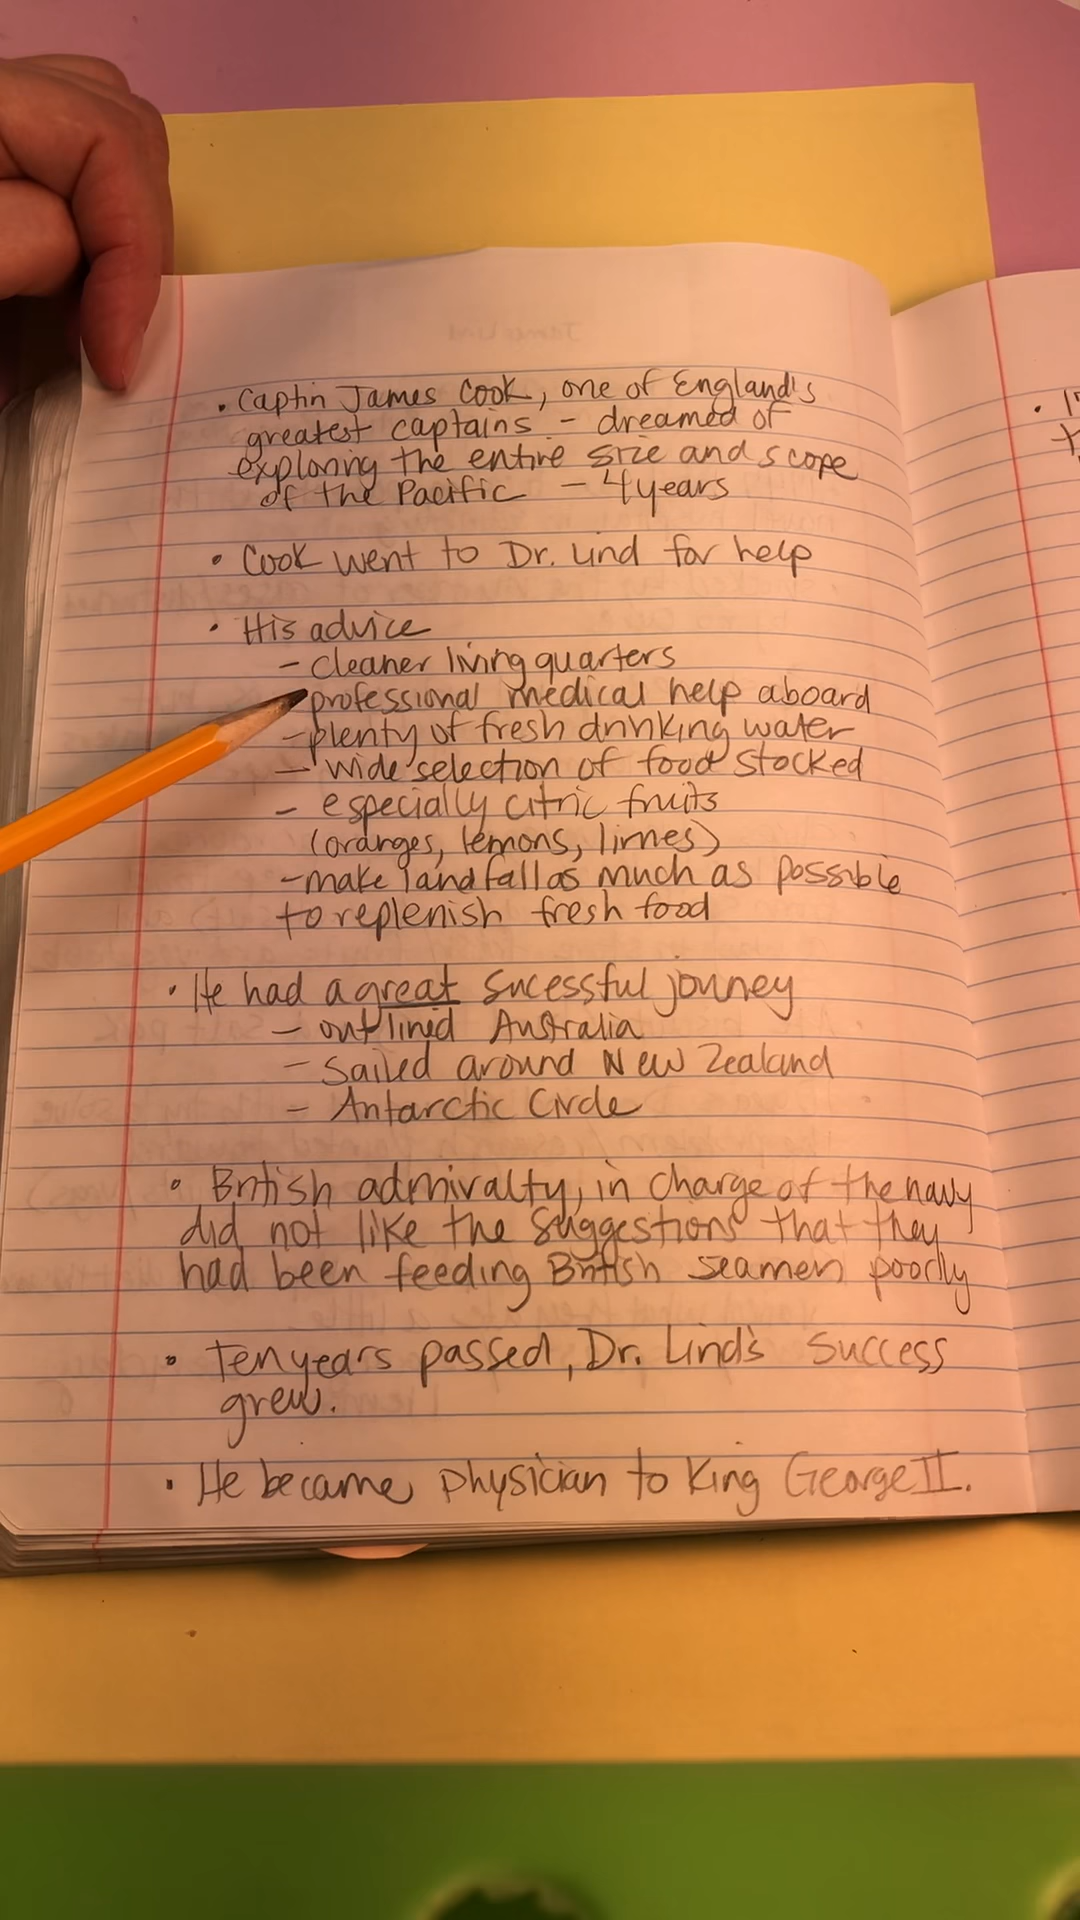 • Captin James Cook, one of England's
greatest captains - dreamed of
exploring the entire size and scope
of the Pacific - 4 years
• Cook went to Dr. Lind for help
• His advice
- cleaner living quarters
professional medical help aboard
- plenty of fresh drinking water
- wide selection of food stocked
- especially citric fruits
(oranges, lemons, limes)
- make landfall as much as possible
to replenish fresh food
• He had a great sucessful jouney
- outlined Australia
- Sailed around New Zealand
- Antarctic Circle
• British admiralty, in charge of the navy
did not like the suggestions that they
had been feeding British seamen poorly
• Ten years passed, Dr. Lind's success
grew.
• He became physician to King George II.